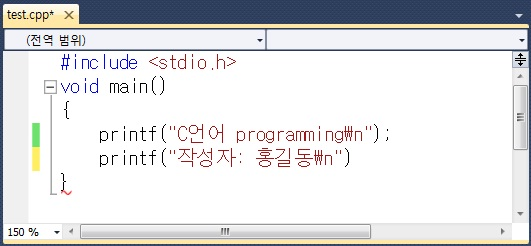 test.cpp*
(전역 범위)
#include <stdio.h>
void main()
{
printf("C언어 programming₩n");
printf("작성자: 홍길동₩n")
}
150 %